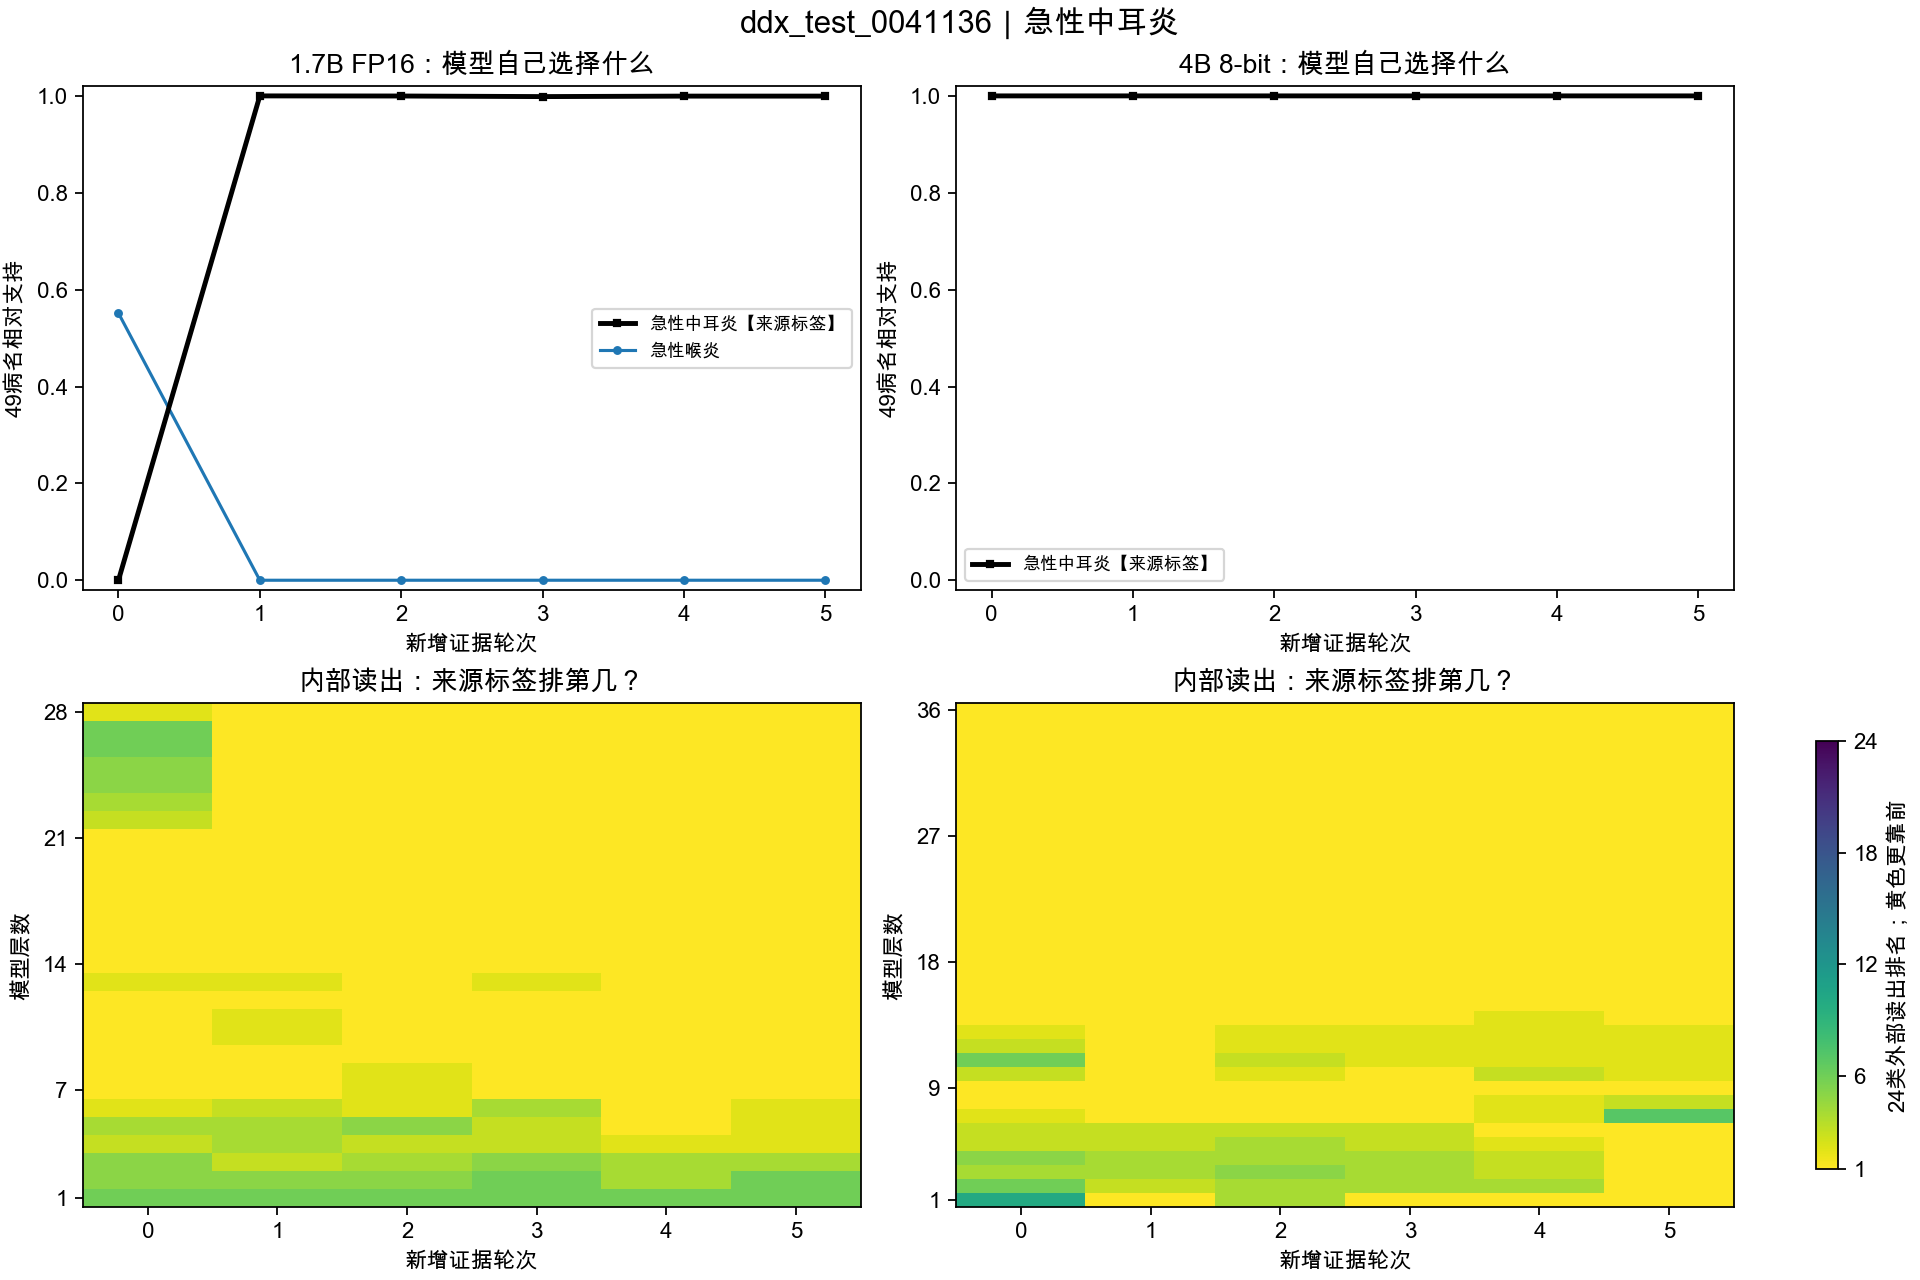 ddx_test_0041136 | 急性中耳炎
1.7B FP16：模型自己选择什么
49病名相对支持
1.0
0.8
0.6
0.4
0.2
0.0
急性中耳炎【来源标签】
急性喉炎
0 1 2 3 4 5
新增证据轮次
4B 8-bit：模型自己选择什么
49病名相对支持
1.0
0.8
0.6
0.4
0.2
0.0
急性中耳炎【来源标签】
0 1 2 3 4 5
新增证据轮次
内部读出：来源标签排第几？
模型层数
28
21
14
7
1
0 1 2 3 4 5
新增证据轮次
内部读出：来源标签排第几？
模型层数
36
27
18
9
1
0 1 2 3 4 5
新增证据轮次
24
18
12
6
1
24类外部读出排名；黄色更靠前